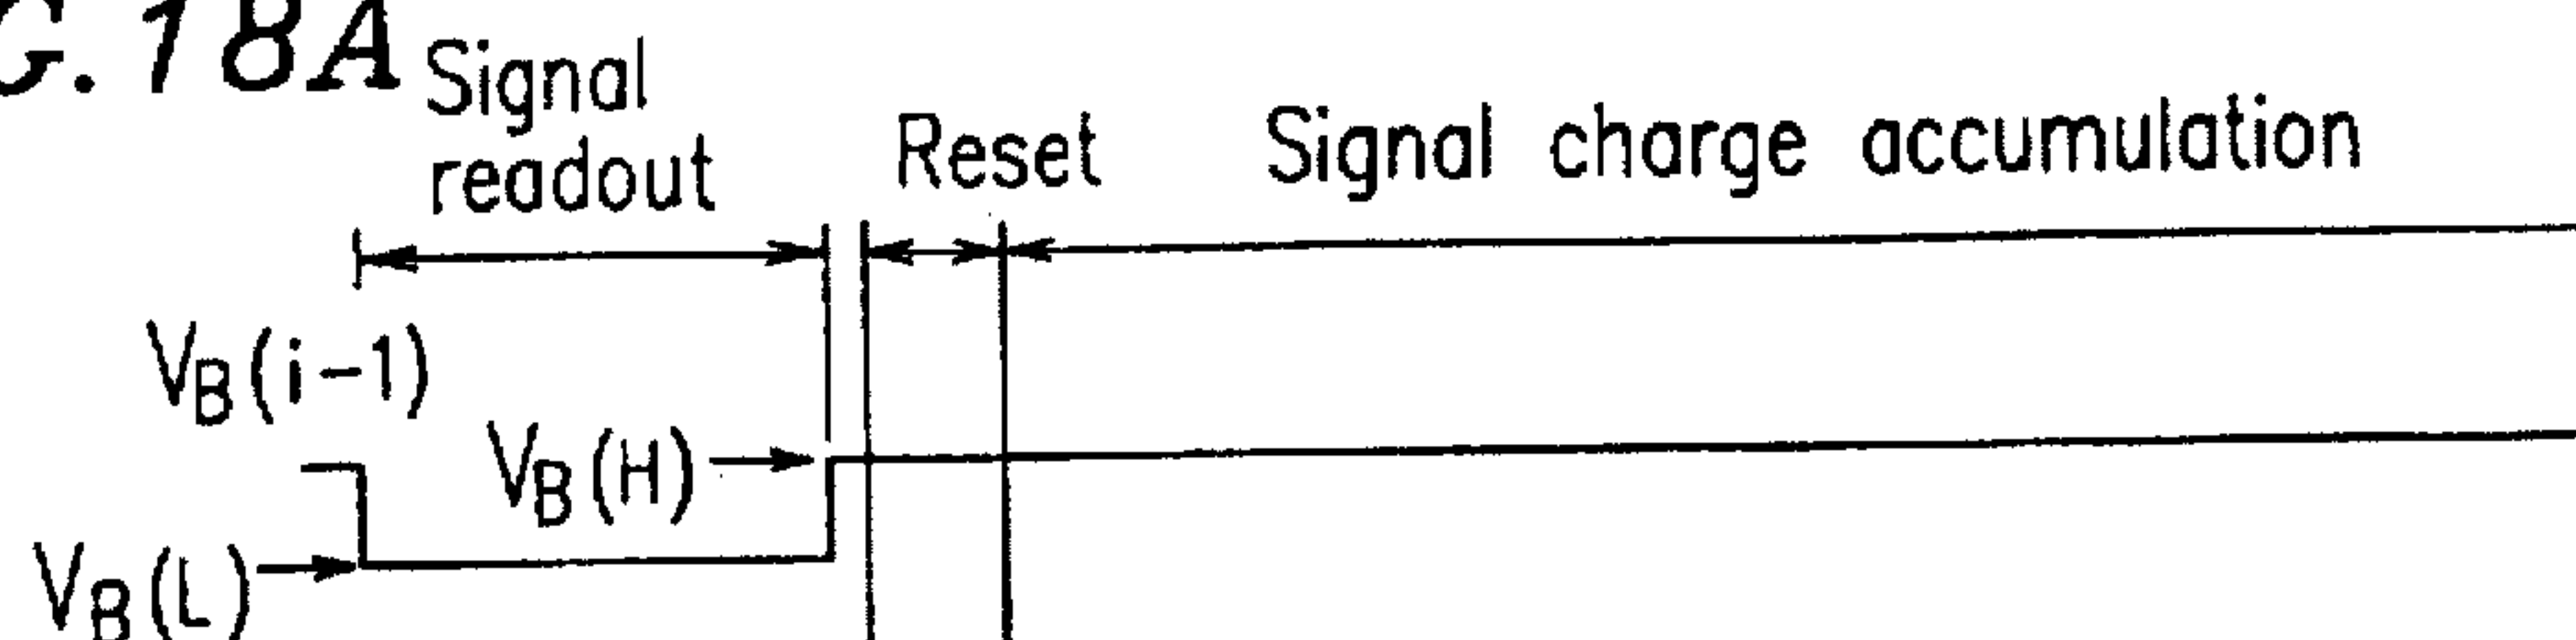 G.18A
Signal
readout
Reset
Signal charge accumulation
VB(i-1)
VB(H)
VB(L)